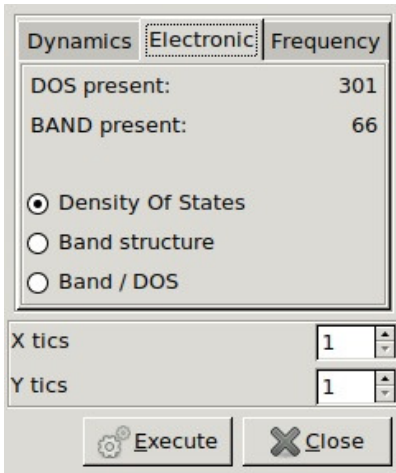 Dynamics Electronic Frequency
DOS present: 301
BAND present: 66
Density Of States
Band structure
Band / DOS
X tics 1
Y tics 1
Execute Close